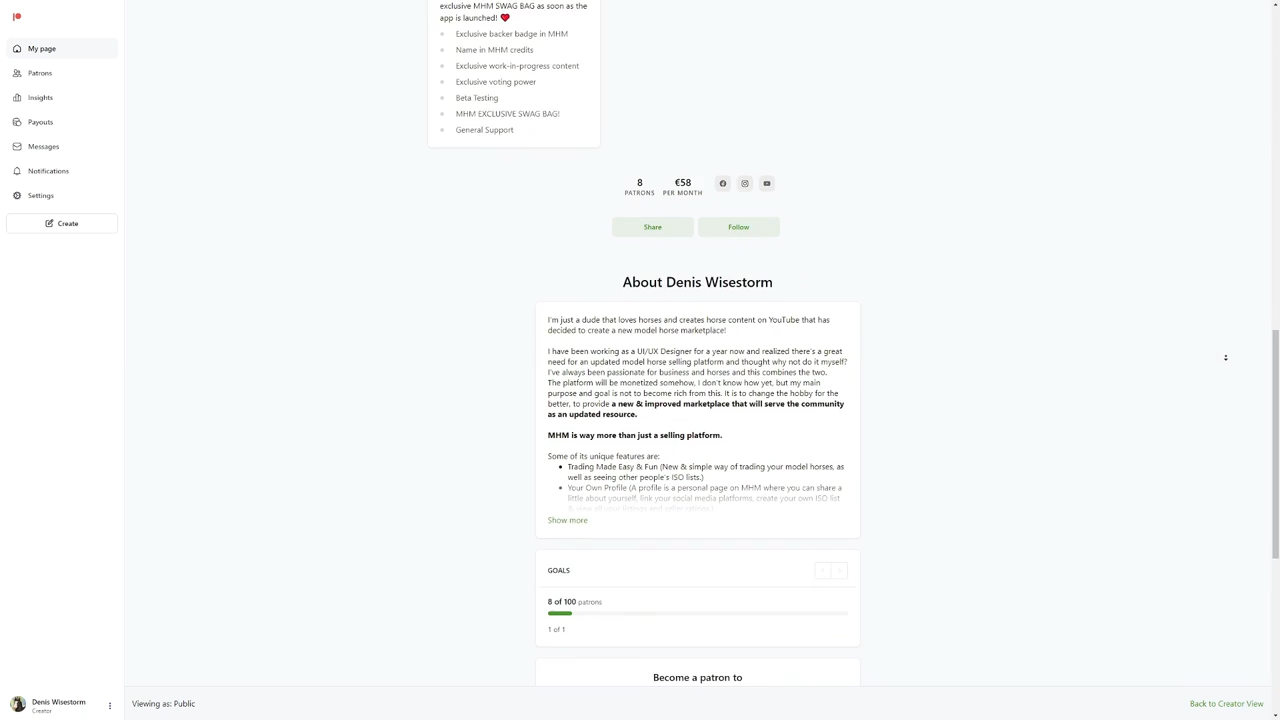 My page
Patrons
Insights
Payouts
Messages
Notifications
Settings
Create
exclusive MHM SWAG BAG as soon as the
app is launched! ❤️
Exclusive backer badge in MHM
Name in MHM credits
Exclusive work-in-progress content
Exclusive voting power
Beta Testing
MHM EXCLUSIVE SWAG BAG!
General Support
8
PATRONS
€58
PER MONTH
Share
Follow
About Denis Wisestorm
I'm just a dude that loves horses and creates horse content on YouTube that has
decided to create a new model horse marketplace!
I have been working as a UI/UX Designer for a year now and realized there's a great
need for an updated model horse selling platform and thought why not do it myself?
I've always been passionate for business and horses and this combines the two.
The platform will be monetized somehow, I don't know how yet, but my main
purpose and goal is not to become rich from this. It is to change the hobby for the
better, to provide a new & improved marketplace that will serve the community
as an updated resource.
MHM is way more than just a selling platform.
Some of its unique features are:
Trading Made Easy & Fun (New & simple way of trading your model horses, as
well as seeing other people's ISO lists.)
Your Own Profile (A profile is a personal page on MHM where you can share a
little about yourself, link your social media platforms, create your own ISO list
& view all your listings and seller ratings.)
Show more
GOALS
8 of 100 patrons
1 of 1
Become a patron to
Denis Wisestorm
Creator
Viewing as: Public
Back to Creator View